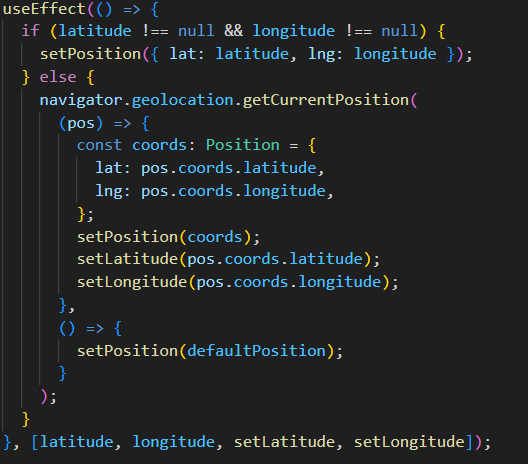 useEffect(() => {
  if (latitude !== null && longitude !== null) {
    setPosition({ lat: latitude, lng: longitude });
  } else {
    navigator.geolocation.getCurrentPosition(
      (pos) => {
        const coords: Position = {
          lat: pos.coords.latitude,
          lng: pos.coords.longitude,
        };
        setPosition(coords);
        setLatitude(pos.coords.latitude);
        setLongitude(pos.coords.longitude);
      },
      () => {
        setPosition(defaultPosition);
      }
    );
  }
}, [latitude, longitude, setLatitude, setLongitude]);